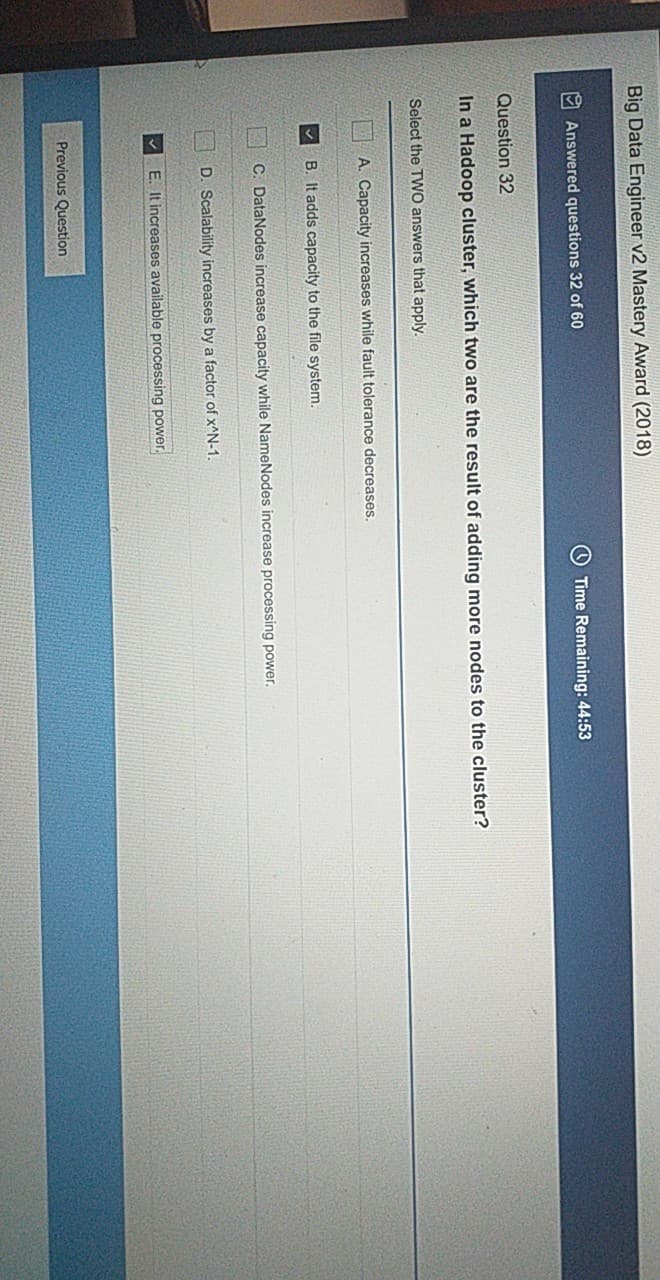 Big Data Engineer v2 Mastery Award (2018)
Answered questions 32 of 60
Time Remaining: 44:53
Question 32
In a Hadoop cluster, which two are the result of adding more nodes to the cluster?
Select the TWO answers that apply.
A. Capacity increases while fault tolerance decreases.
B. It adds capacity to the file system.
C. DataNodes increase capacity while NameNodes increase processing power.
D. Scalability increases by a factor of x^N-1.
E. It increases available processing power.
Previous Question